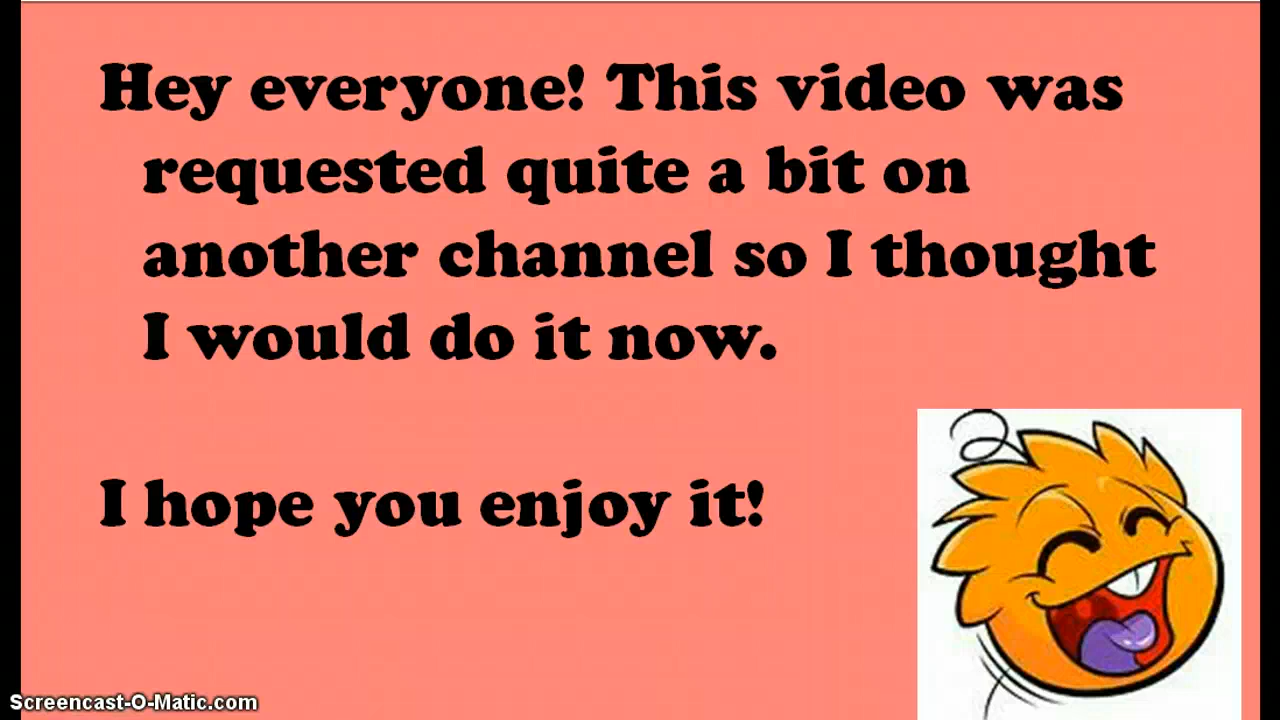 Hey everyone! This video was
requested quite a bit on
another channel so I thought
I would do it now.
I hope you enjoy it!
Screencast-O-Matic.com